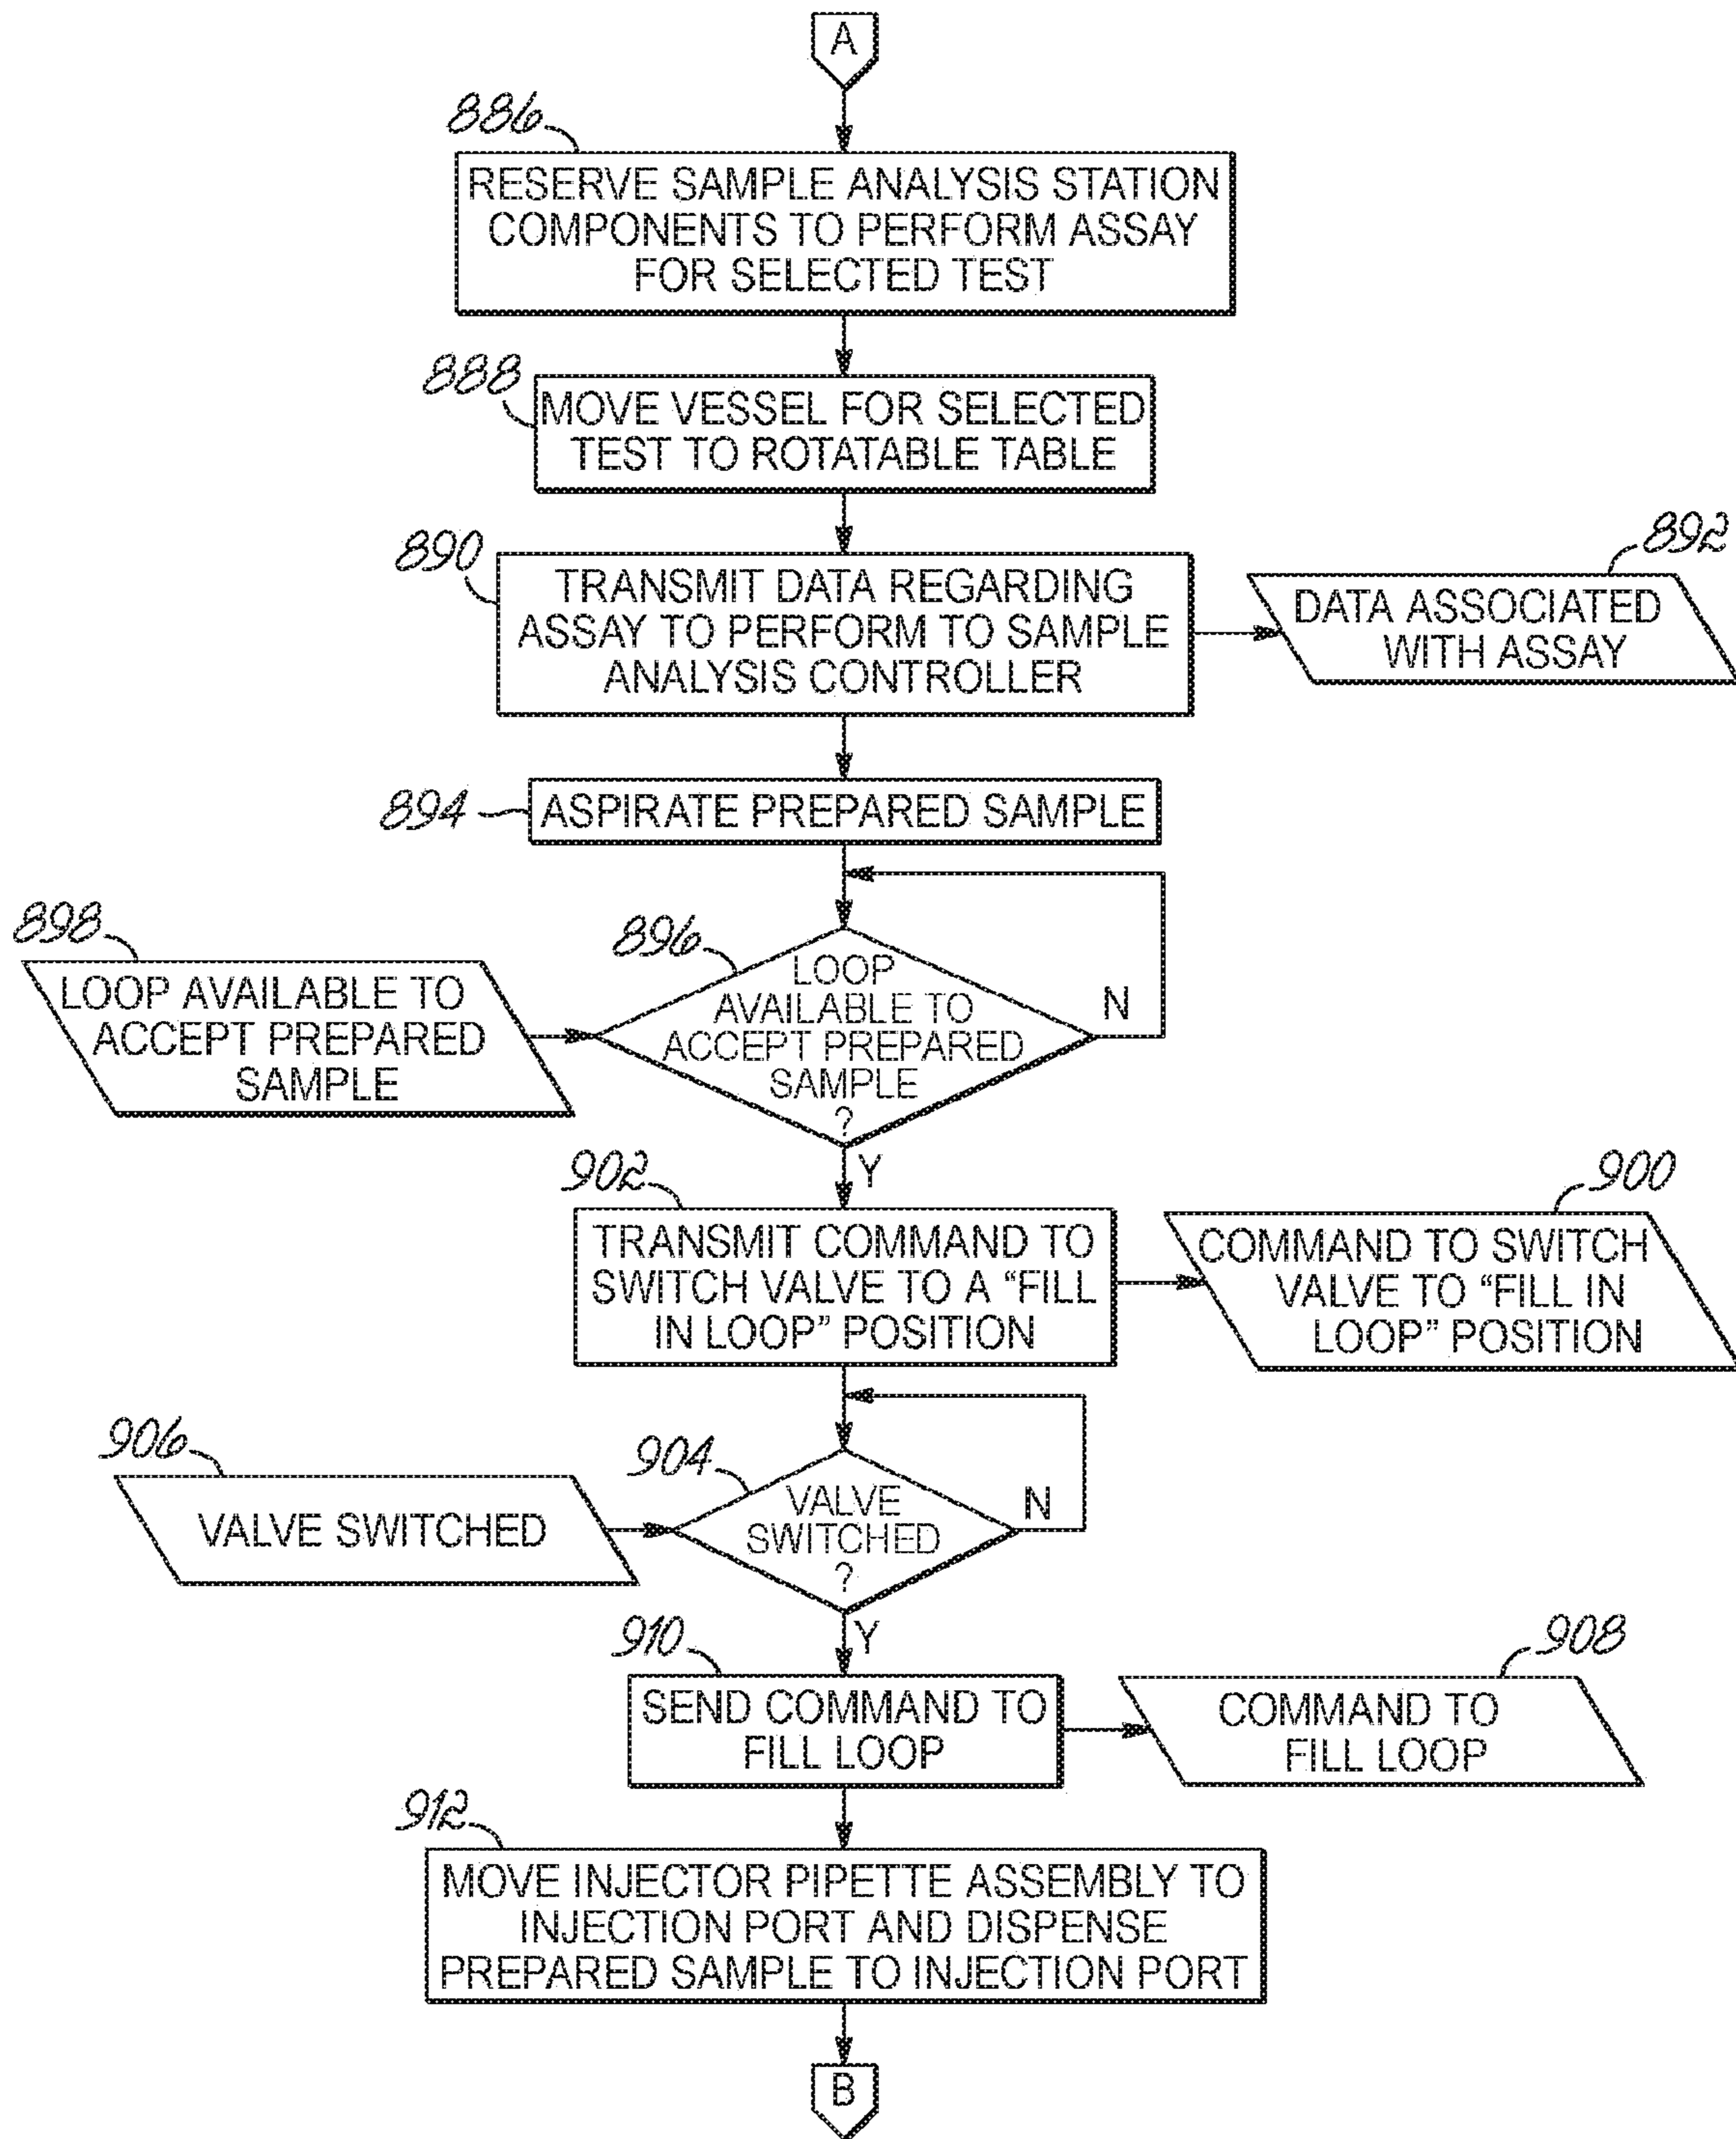 A
886
RESERVE SAMPLE ANALYSIS STATION
COMPONENTS TO PERFORM ASSAY
FOR SELECTED TEST
888
MOVE VESSEL FOR SELECTED
TEST TO ROTATABLE TABLE
890
TRANSMIT DATA REGARDING
ASSAY TO PERFORM TO SAMPLE
ANALYSIS CONTROLLER
892
DATA ASSOCIATED
WITH ASSAY
894
ASPIRATE PREPARED SAMPLE
898
LOOP AVAILABLE TO
ACCEPT PREPARED
SAMPLE
896
LOOP
AVAILABLE TO
ACCEPT PREPARED
SAMPLE
?
N
Y
902
TRANSMIT COMMAND TO
SWITCH VALVE TO A “FILL
IN LOOP” POSITION
900
COMMAND TO SWITCH
VALVE TO “FILL IN
LOOP” POSITION
906
VALVE SWITCHED
904
VALVE
SWITCHED
?
N
Y
910
SEND COMMAND TO
FILL LOOP
908
COMMAND TO
FILL LOOP
912
MOVE INJECTOR PIPETTE ASSEMBLY TO
INJECTION PORT AND DISPENSE
PREPARED SAMPLE TO INJECTION PORT
B